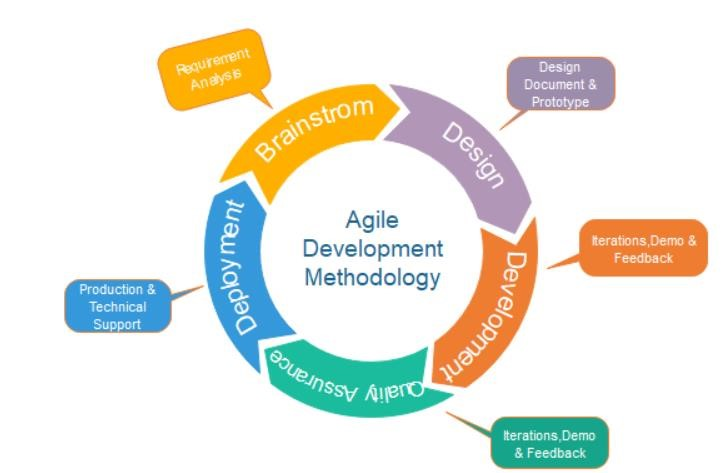 Requirement
Analysis
Brainstrom
Design
Design
Document &
Prototype
Development
Iterations,Demo &
Feedback
Quality Assurance
Iterations,Demo
& Feedback
Deployment
Production &
Technical
Support
Agile
Development
Methodology